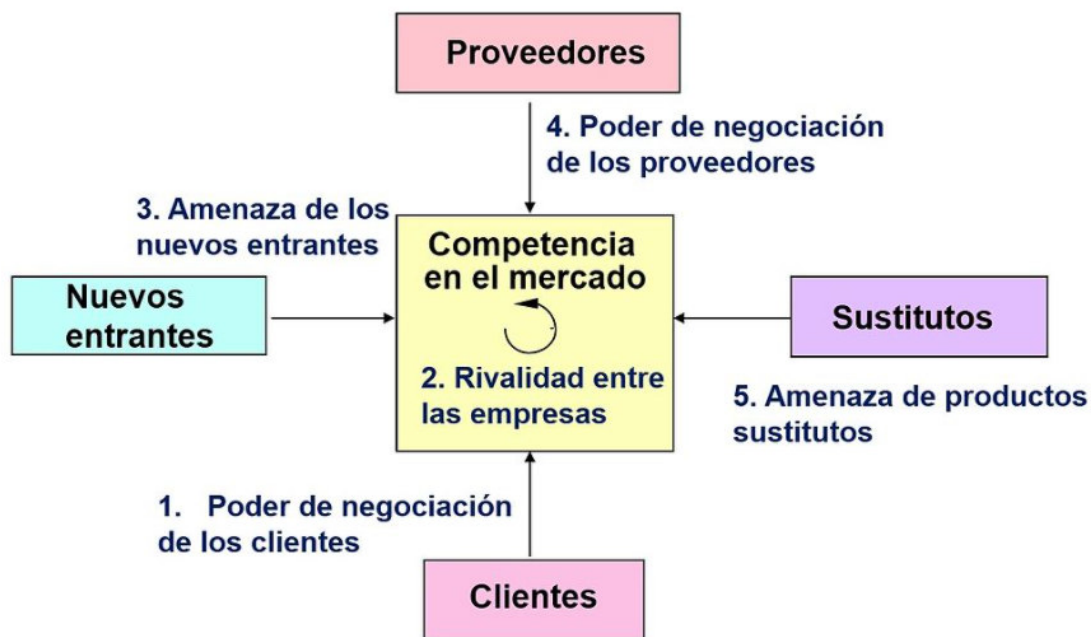 Proveedores
4. Poder de negociación
de los proveedores
3. Amenaza de los
nuevos entrantes
Competencia
en el mercado
Nuevos
entrantes
Sustitutos
2. Rivalidad entre
las empresas
5. Amenaza de productos
sustitutos
1. Poder de negociación
de los clientes
Clientes